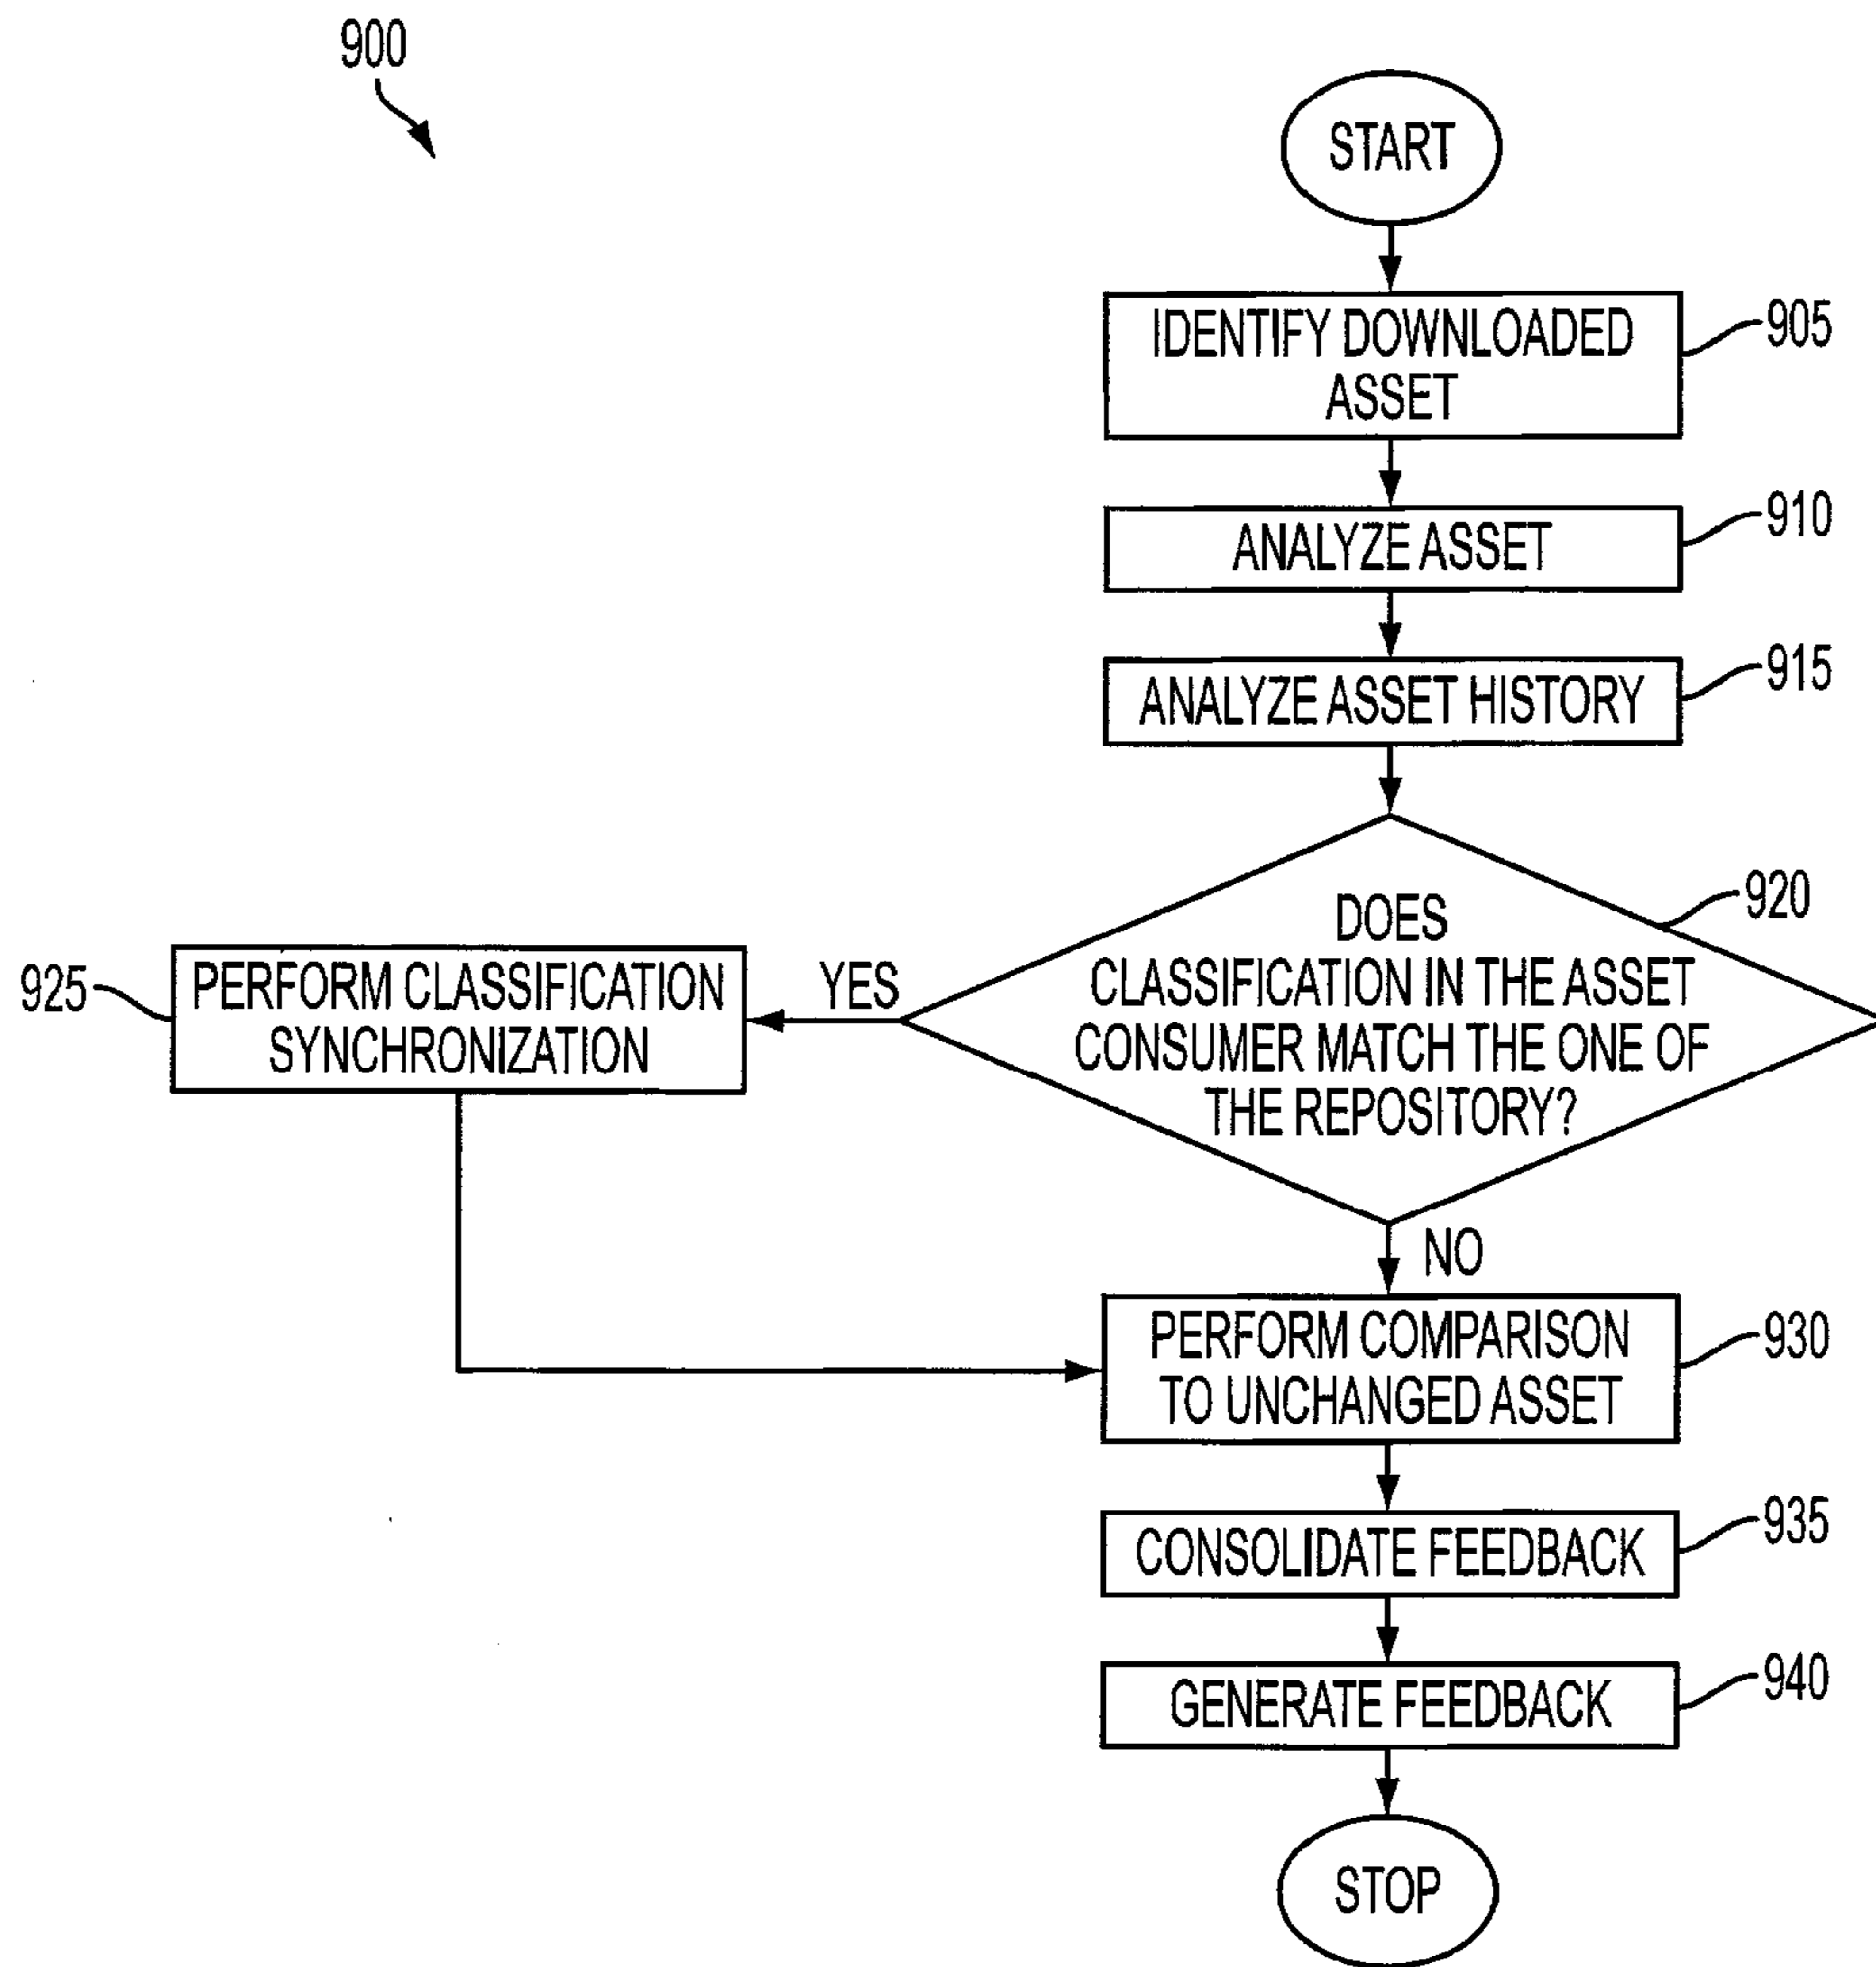 900
START
IDENTIFY DOWNLOADED
ASSET
905
ANALYZE ASSET
910
ANALYZE ASSET HISTORY
915
DOES
CLASSIFICATION IN THE ASSET
CONSUMER MATCH THE ONE OF
THE REPOSITORY?
920
YES
925
PERFORM CLASSIFICATION
SYNCHRONIZATION
NO
PERFORM COMPARISON
TO UNCHANGED ASSET
930
CONSOLIDATE FEEDBACK
935
GENERATE FEEDBACK
940
STOP